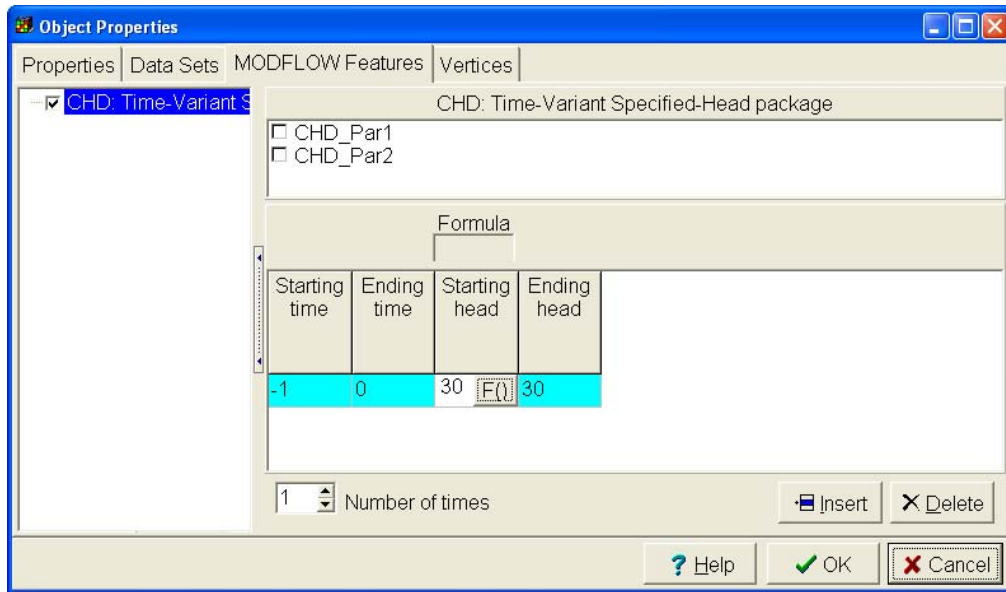 Object Properties
Properties Data Sets MODFLOW Features Vertices
CHD: Time-Variant S
CHD: Time-Variant Specified-Head package
CHD_Par1
CHD_Par2
Formula
Starting time Ending time Starting head Ending head
-1 0 30 F() 30
1 Number of times
Insert Delete
? Help OK Cancel